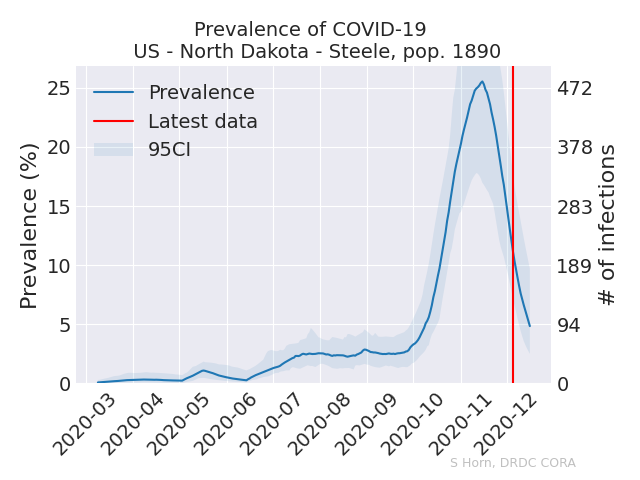 Prevalence of COVID-19
US - North Dakota - Steele, pop. 1890
Prevalence
Latest data
95CI
Prevalence (%)
25
20
15
10
5
0
472
378
283
189
94
0
# of infections
2020-03
2020-04
2020-05
2020-06
2020-07
2020-08
2020-09
2020-10
2020-11
2020-12
S Horn, DRDC CORA